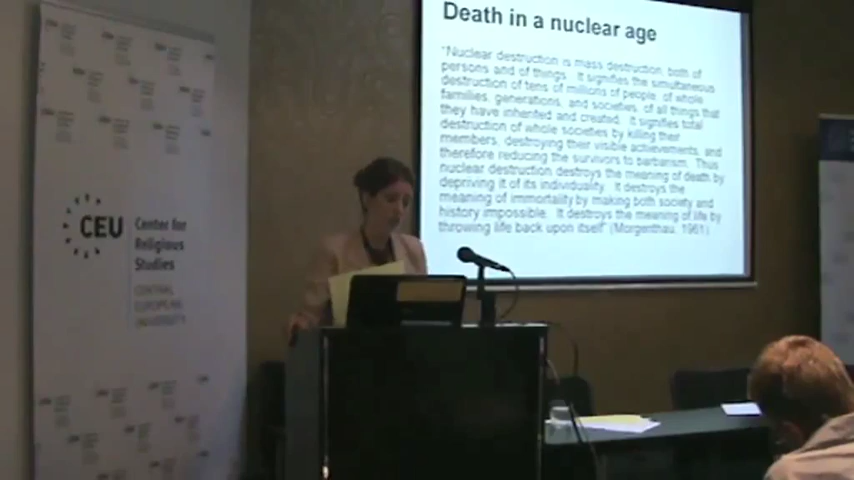 Death in a nuclear age
"Nuclear destruction is mass destruction, both of
persons and of things. It signifies the simultaneous
destruction of tens of millions of people, of whole
families, generations, and societies, of all things that
they have inherited and created. It signifies total
destruction of whole societies by killing their
members, destroying their visible achievements, and
therefore reducing the survivors to barbarism. Thus
nuclear destruction destroys the meaning of death by
depriving it of its individuality. It destroys the
meaning of immortality by making both society and
history impossible. It destroys the meaning of life by
throwing life back upon itself" (Morgenthau, 1961)
CEU
Center for
Religious
Studies
CENTRAL
EUROPEAN
UNIVERSITY